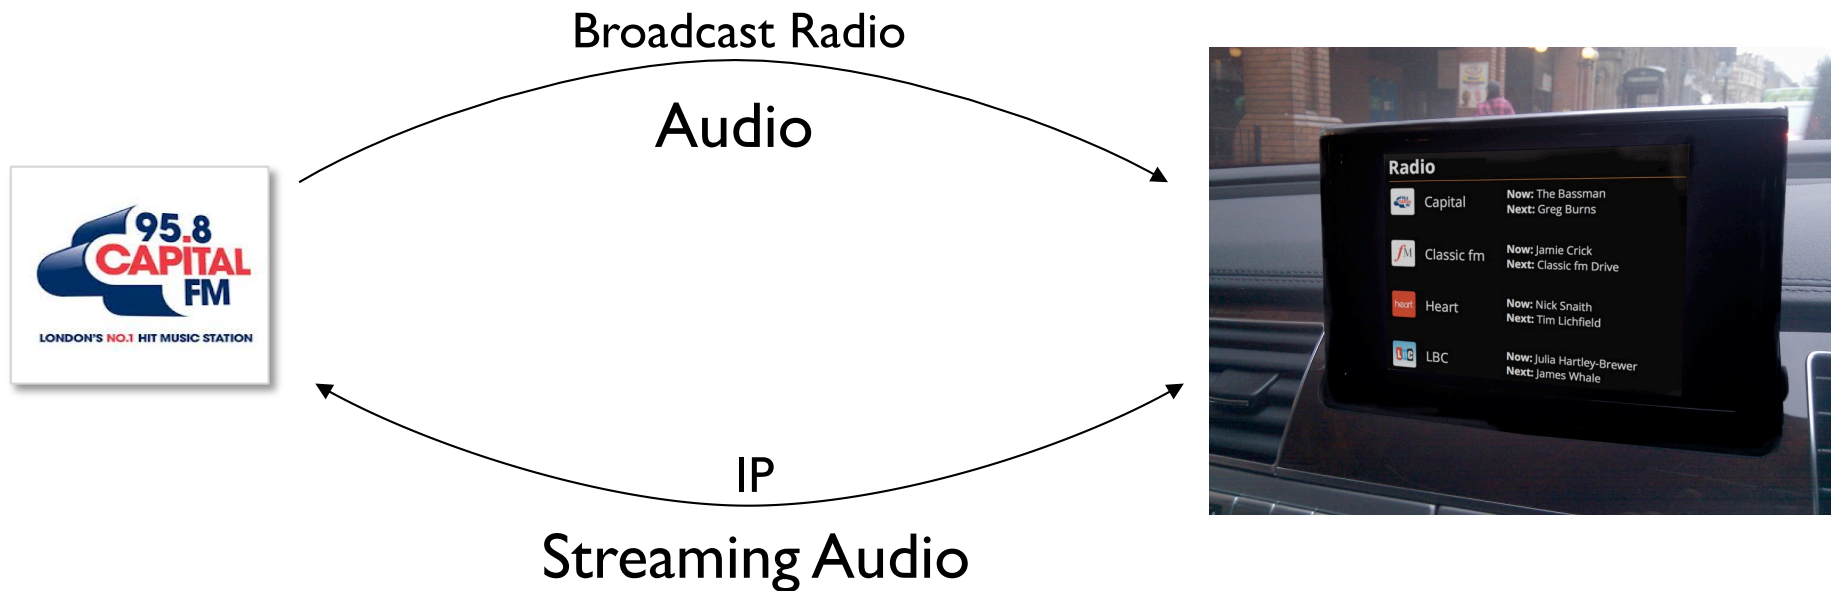 Broadcast Radio
Audio
95.8
CAPITAL
FM
LONDON'S NO.1 HIT MUSIC STATION
Radio
Capital
Now: The Bassman
Next: Greg Burns
Classic fm
Now: Jamie Crick
Next: Classic fm Drive
heart
Heart
Now: Nick Snaith
Next: Tim Lichfield
LBC
LBC
Now: Julia Hartley-Brewer
Next: James Whale
IP
Streaming Audio